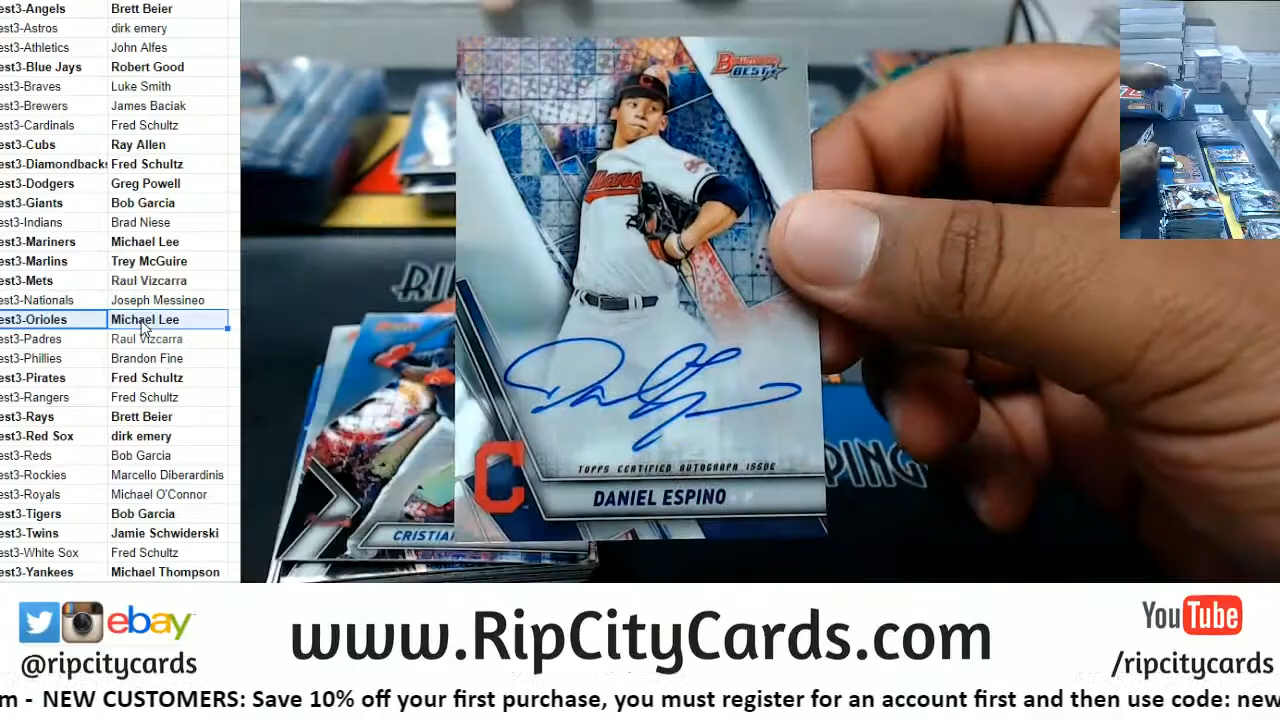 est3-Angels Brett Beier
est3-Astros dirk emery
est3-Athletics John Alfes
est3-Blue Jays Robert Good
est3-Braves Luke Smith
est3-Brewers James Baciak
est3-Cardinals Fred Schultz
est3-Cubs Ray Allen
est3-Diamondbacks Fred Schultz
est3-Dodgers Greg Powell
est3-Giants Bob Garcia
est3-Indians Brad Niese
est3-Mariners Michael Lee
est3-Marlins Trey McGuire
est3-Mets Raul Vizcarra
est3-Nationals Joseph Messineo
est3-Orioles Michael Lee
est3-Padres Raul Vizcarra
est3-Phillies Brandon Fine
est3-Pirates Fred Schultz
est3-Rangers Fred Schultz
est3-Rays Brett Beier
est3-Red Sox dirk emery
est3-Reds Bob Garcia
est3-Rockies Marcello Diberardinis
est3-Royals Michael O'Connor
est3-Tigers Bob Garcia
est3-Twins Jamie Schwiderski
est3-White Sox Fred Schultz
est3-Yankees Michael Thompson
BOWMAN'S
BEST
Indians
C
TOPPS CERTIFIED AUTOGRAPH ISSUE
DANIEL ESPINO
CRISTIA
RI
PING
ebay
@ripcitycards
www.RipCityCards.com
YouTube
/ripcitycards
m - NEW CUSTOMERS: Save 10% off your first purchase, you must register for an account first and then use code: new